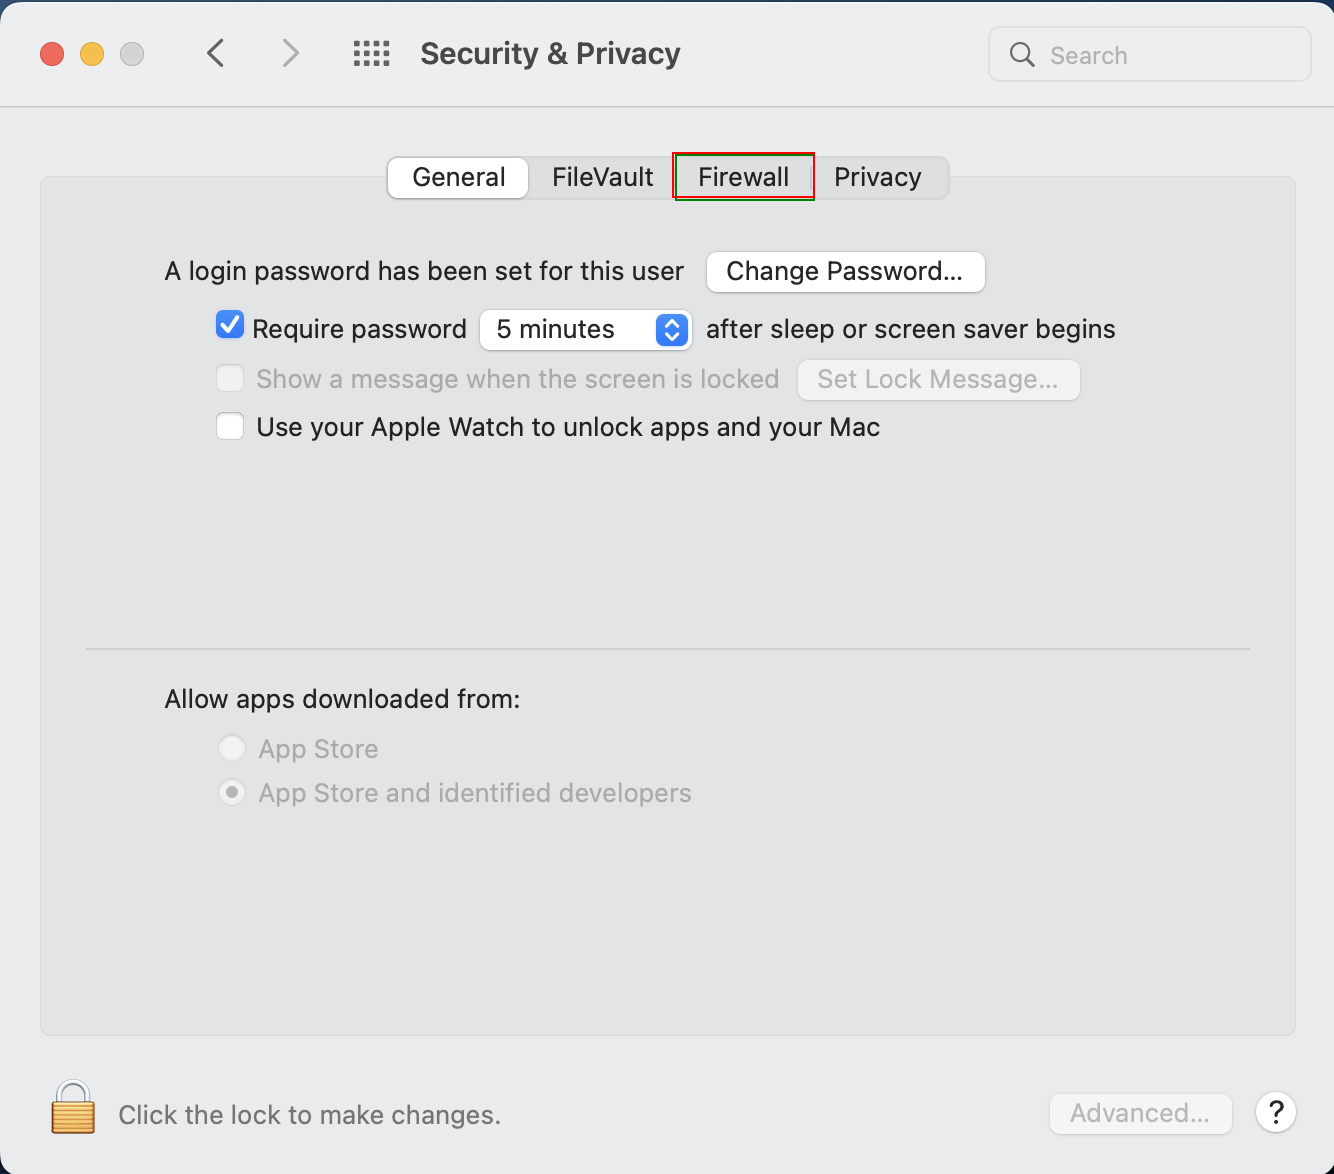 Security & Privacy
Search
General FileVault Firewall Privacy
A login password has been set for this user Change Password...
Require password 5 minutes after sleep or screen saver begins
Show a message when the screen is locked Set Lock Message...
Use your Apple Watch to unlock apps and your Mac
Allow apps downloaded from:
App Store
App Store and identified developers
Click the lock to make changes. Advanced... ?